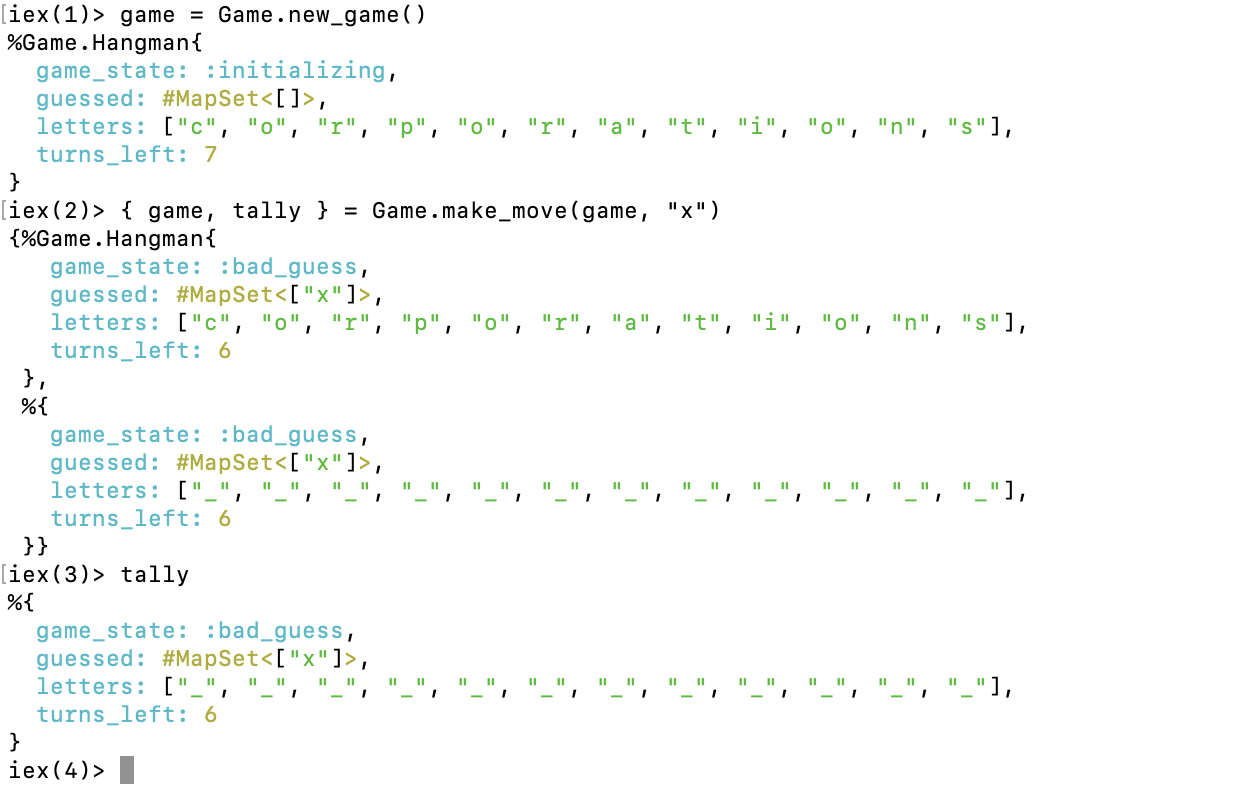 [iex(1)> game = Game.new_game()
%Game.Hangman{
  game_state: :initializing,
  guessed: #MapSet<[]>,
  letters: ["c", "o", "r", "p", "o", "r", "a", "t", "i", "o", "n", "s"],
  turns_left: 7
}
[iex(2)> { game, tally } = Game.make_move(game, "x")
{%Game.Hangman{
   game_state: :bad_guess,
   guessed: #MapSet<["x"]>,
   letters: ["c", "o", "r", "p", "o", "r", "a", "t", "i", "o", "n", "s"],
   turns_left: 6
 },
 %{
   game_state: :bad_guess,
   guessed: #MapSet<["x"]>,
   letters: ["_", "_", "_", "_", "_", "_", "_", "_", "_", "_", "_", "_"],
   turns_left: 6
 }}
[iex(3)> tally
%{
  game_state: :bad_guess,
  guessed: #MapSet<["x"]>,
  letters: ["_", "_", "_", "_", "_", "_", "_", "_", "_", "_", "_", "_"],
  turns_left: 6
}
iex(4)>